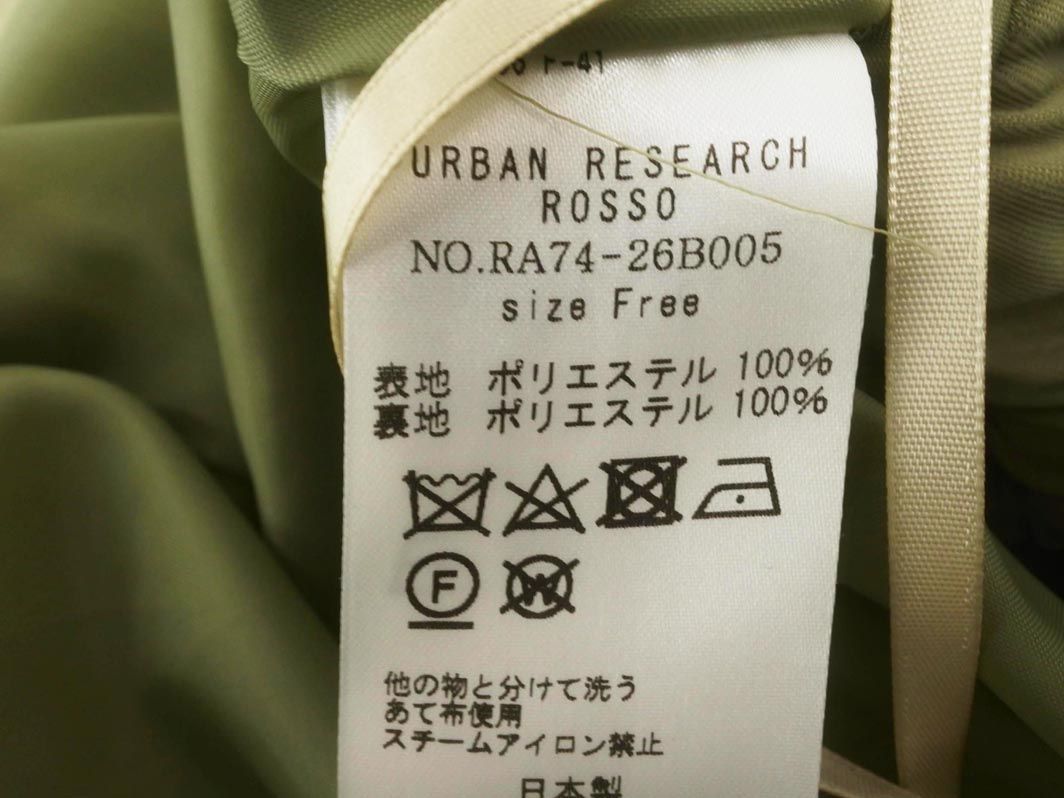 F-41
URBAN RESEARCH
ROSSO
NO.RA74-26B005
size Free
表地 ポリエステル 100%
裏地 ポリエステル 100%
F
W
他の物と分けて洗う
あて布使用
スチームアイロン禁止
日本製